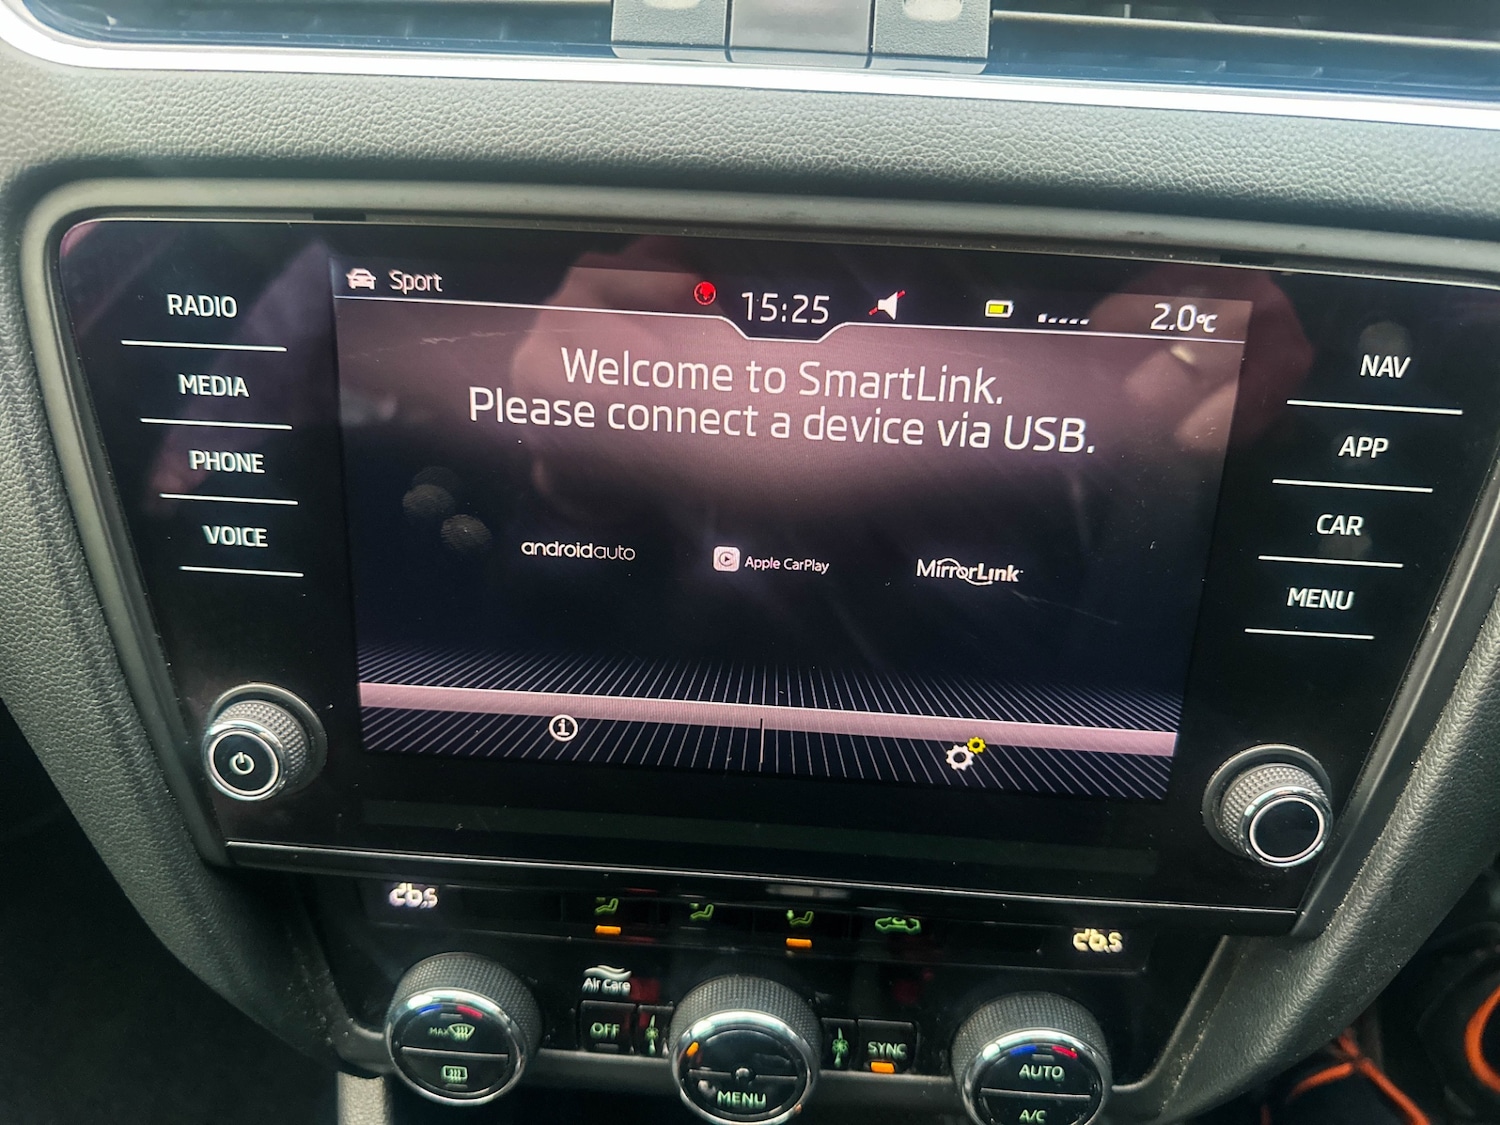 Sport
15:25
2.0°C
RADIO
MEDIA
PHONE
VOICE
NAV
APP
CAR
MENU
Welcome to SmartLink.
Please connect a device via USB.
androidauto
Apple CarPlay
MirrorLink
Air Care
MAX
OFF
MENU
SYNC
AUTO
A/C